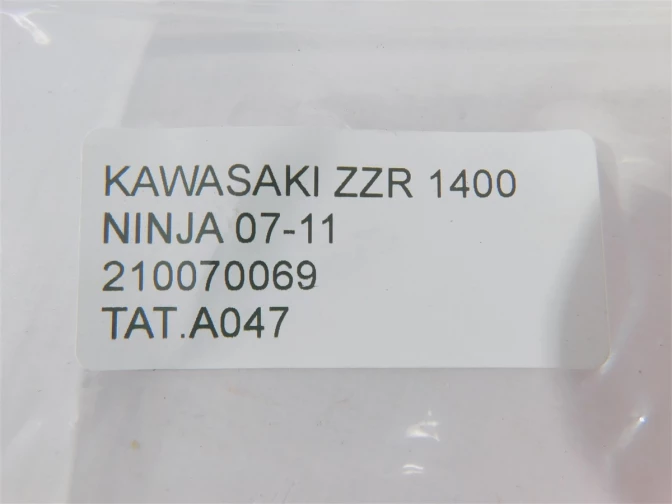 KAWASAKI ZZR 1400
NINJA 07-11
210070069
TAT.A047